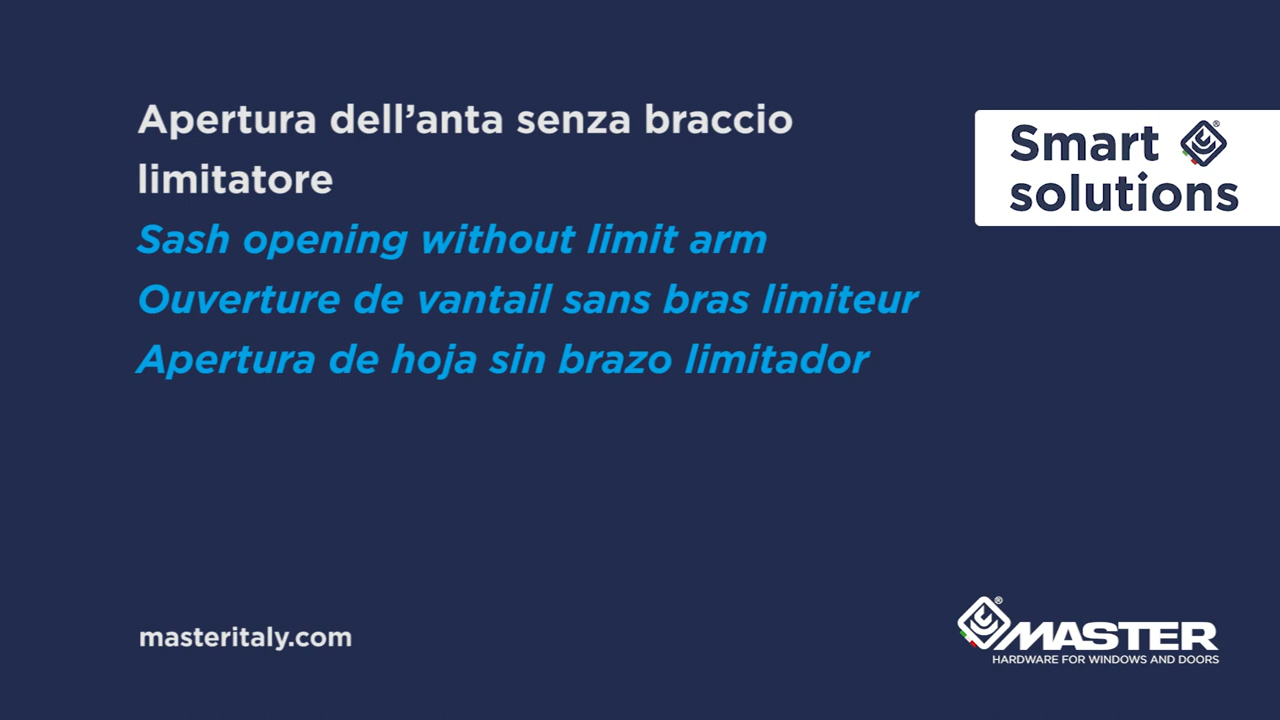 Apertura dell’anta senza braccio
limitatore
Sash opening without limit arm
Ouverture de vantail sans bras limiteur
Apertura de hoja sin brazo limitador
Smart
solutions
masteritaly.com
MASTER
HARDWARE FOR WINDOWS AND DOORS